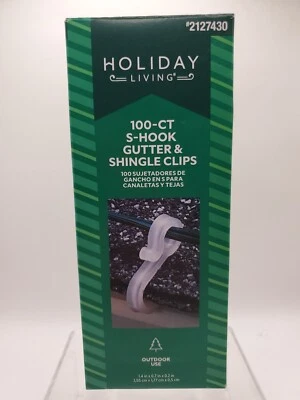 #2127430
HOLIDAY
LIVING®
100-CT
S-HOOK
GUTTER &
SHINGLE CLIPS
100 SUJETADORES DE
GANCHO EN S PARA
CANALETAS Y TEJAS
OUTDOOR
USE